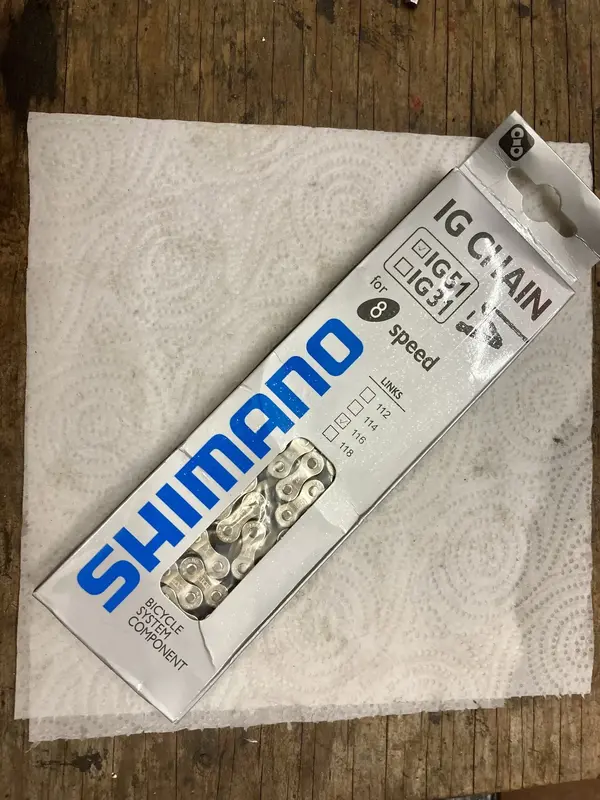 IG CHAIN
IG51
IG31
for 8 speed
LINKS
112
114
116
118
SHIMANO
BICYCLE
SYSTEM
COMPONENT